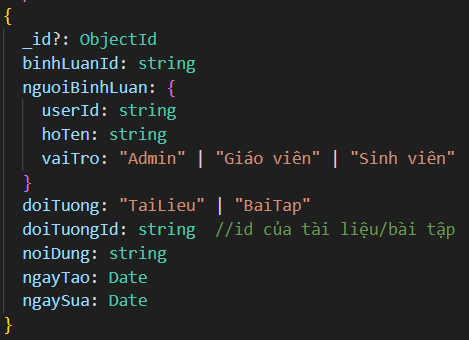 {
_id?: ObjectId
binhLuanId: string
nguoiBinhLuan: {
userId: string
hoTen: string
vaiTro: "Admin" | "Giáo viên" | "Sinh viên"
}
doiTuong: "TaiLieu" | "BaiTap"
doiTuongId: string //id của tài liệu/bài tập
noiDung: string
ngayTao: Date
ngaySua: Date
}